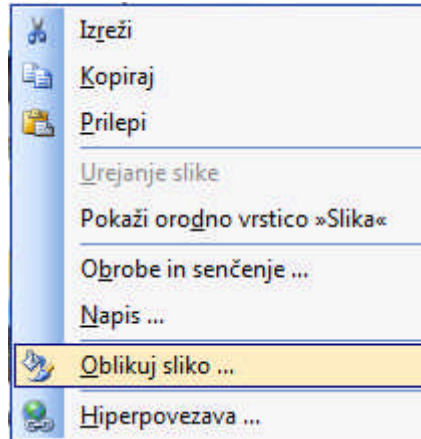 Izreži
Kopiraj
Prilepi
Urejanje slike
Pokaži orodno vrstico »Slika«
Obrobe in senčenje ...
Napis ...
Oblikuj sliko ...
Hiperpovezava ...